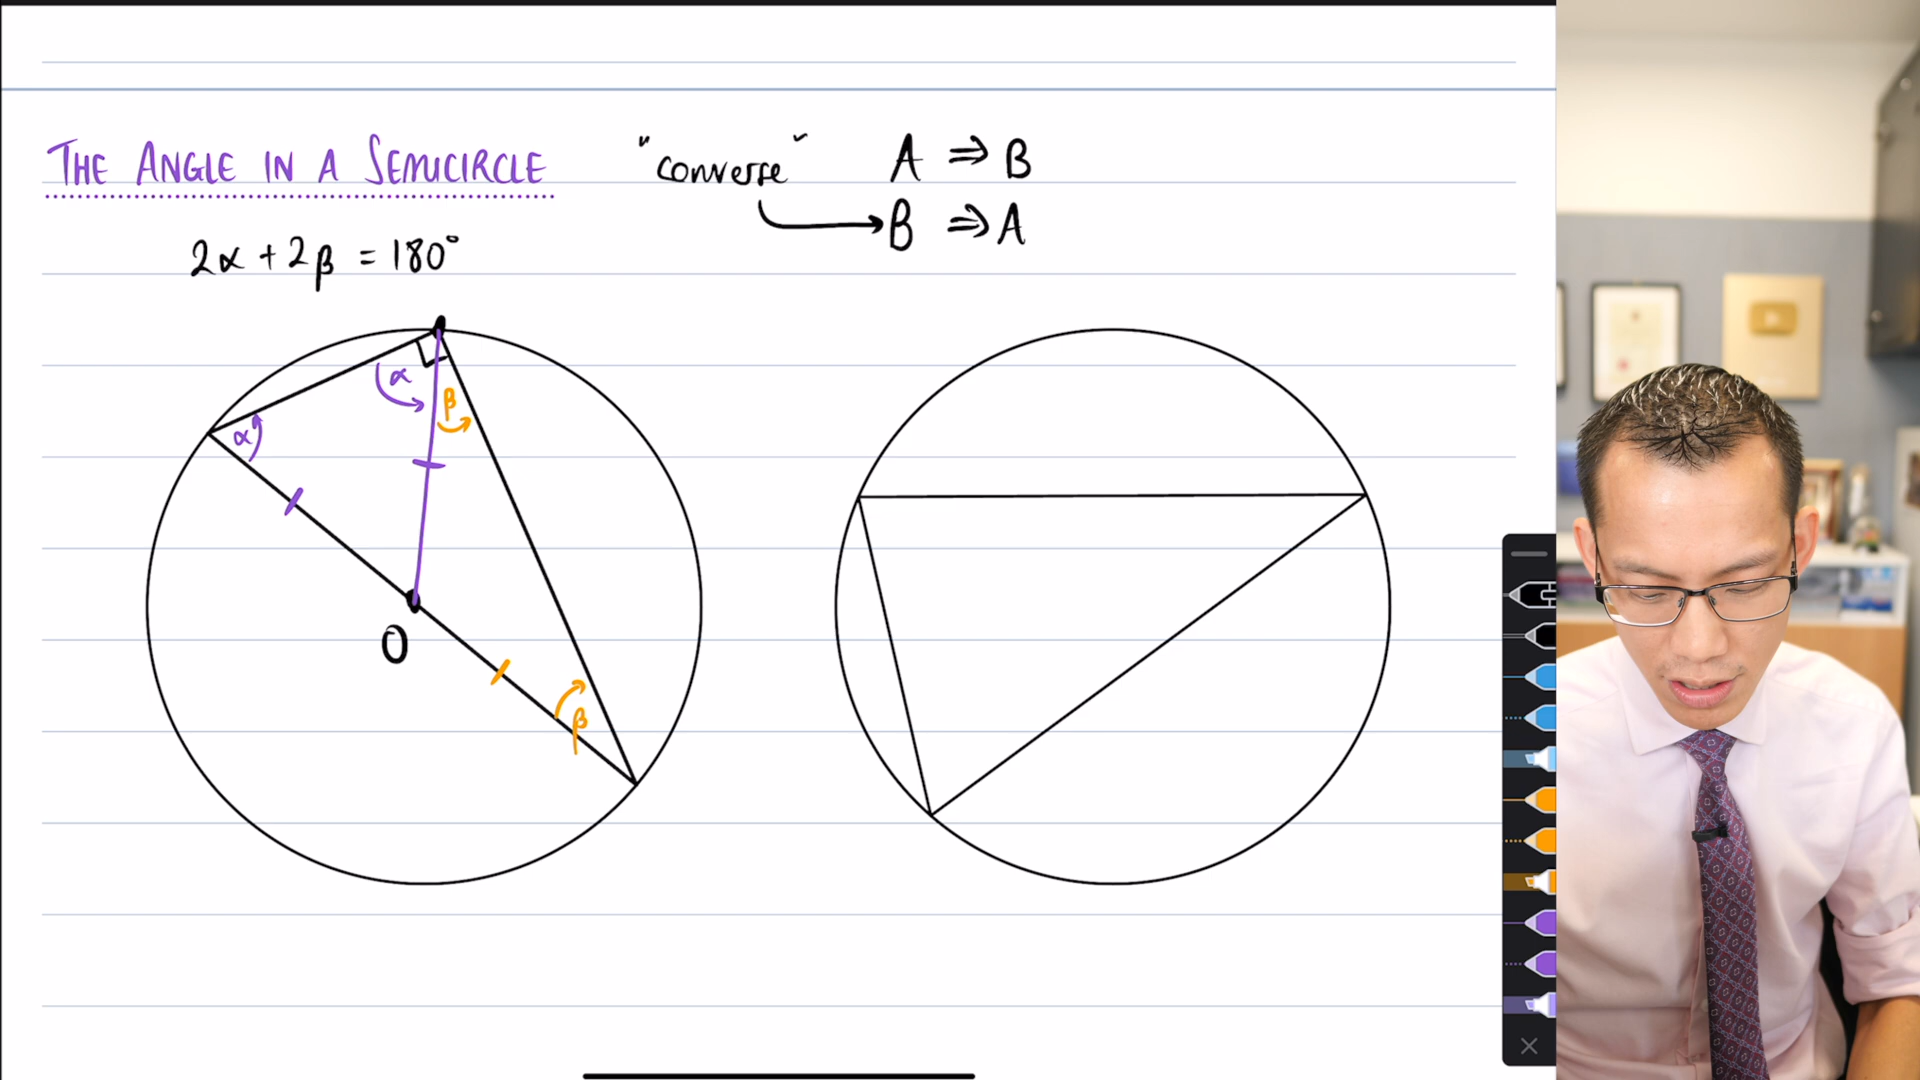 THE ANGLE IN A SEMICIRCLE
"converse"
A ⇒ B
B ⇒ A
2α + 2β = 180°
α
β
α
O
β